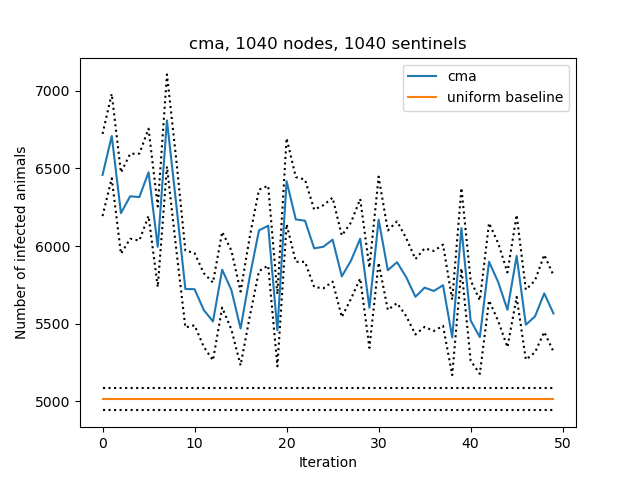 cma, 1040 nodes, 1040 sentinels
cma
uniform baseline
7000
6500
6000
5500
5000
Number of infected animals
0 10 20 30 40 50
Iteration